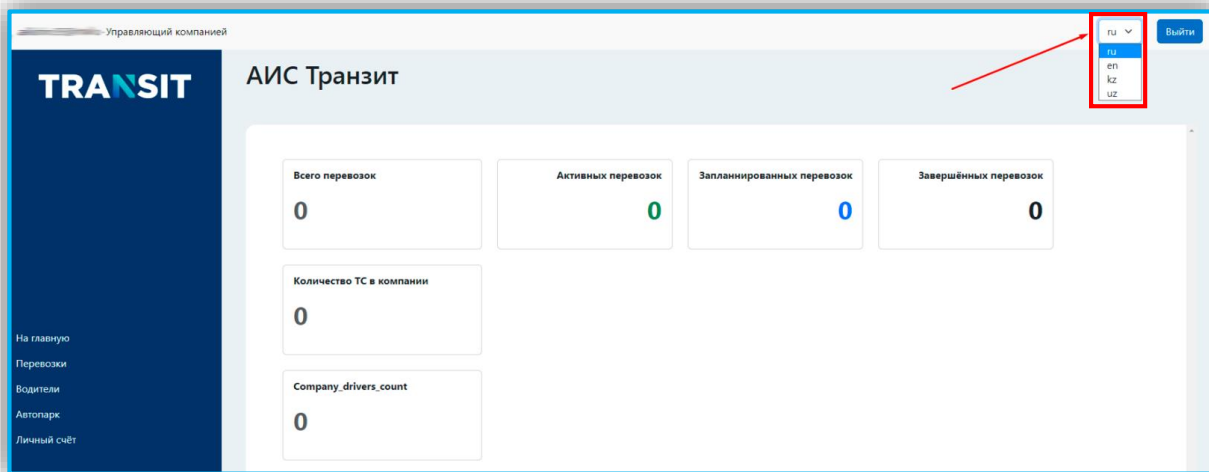 Управляющий компанией
ru
Выйти
ru
en
kz
uz
TRANSIT
АИС Транзит
Всего перевозок
0
Активных перевозок
0
Запланнированных перевозок
0
Завершённых перевозок
0
Количество ТС в компании
0
Company_drivers_count
0
На главную
Перевозки
Водители
Автопарк
Личный счёт